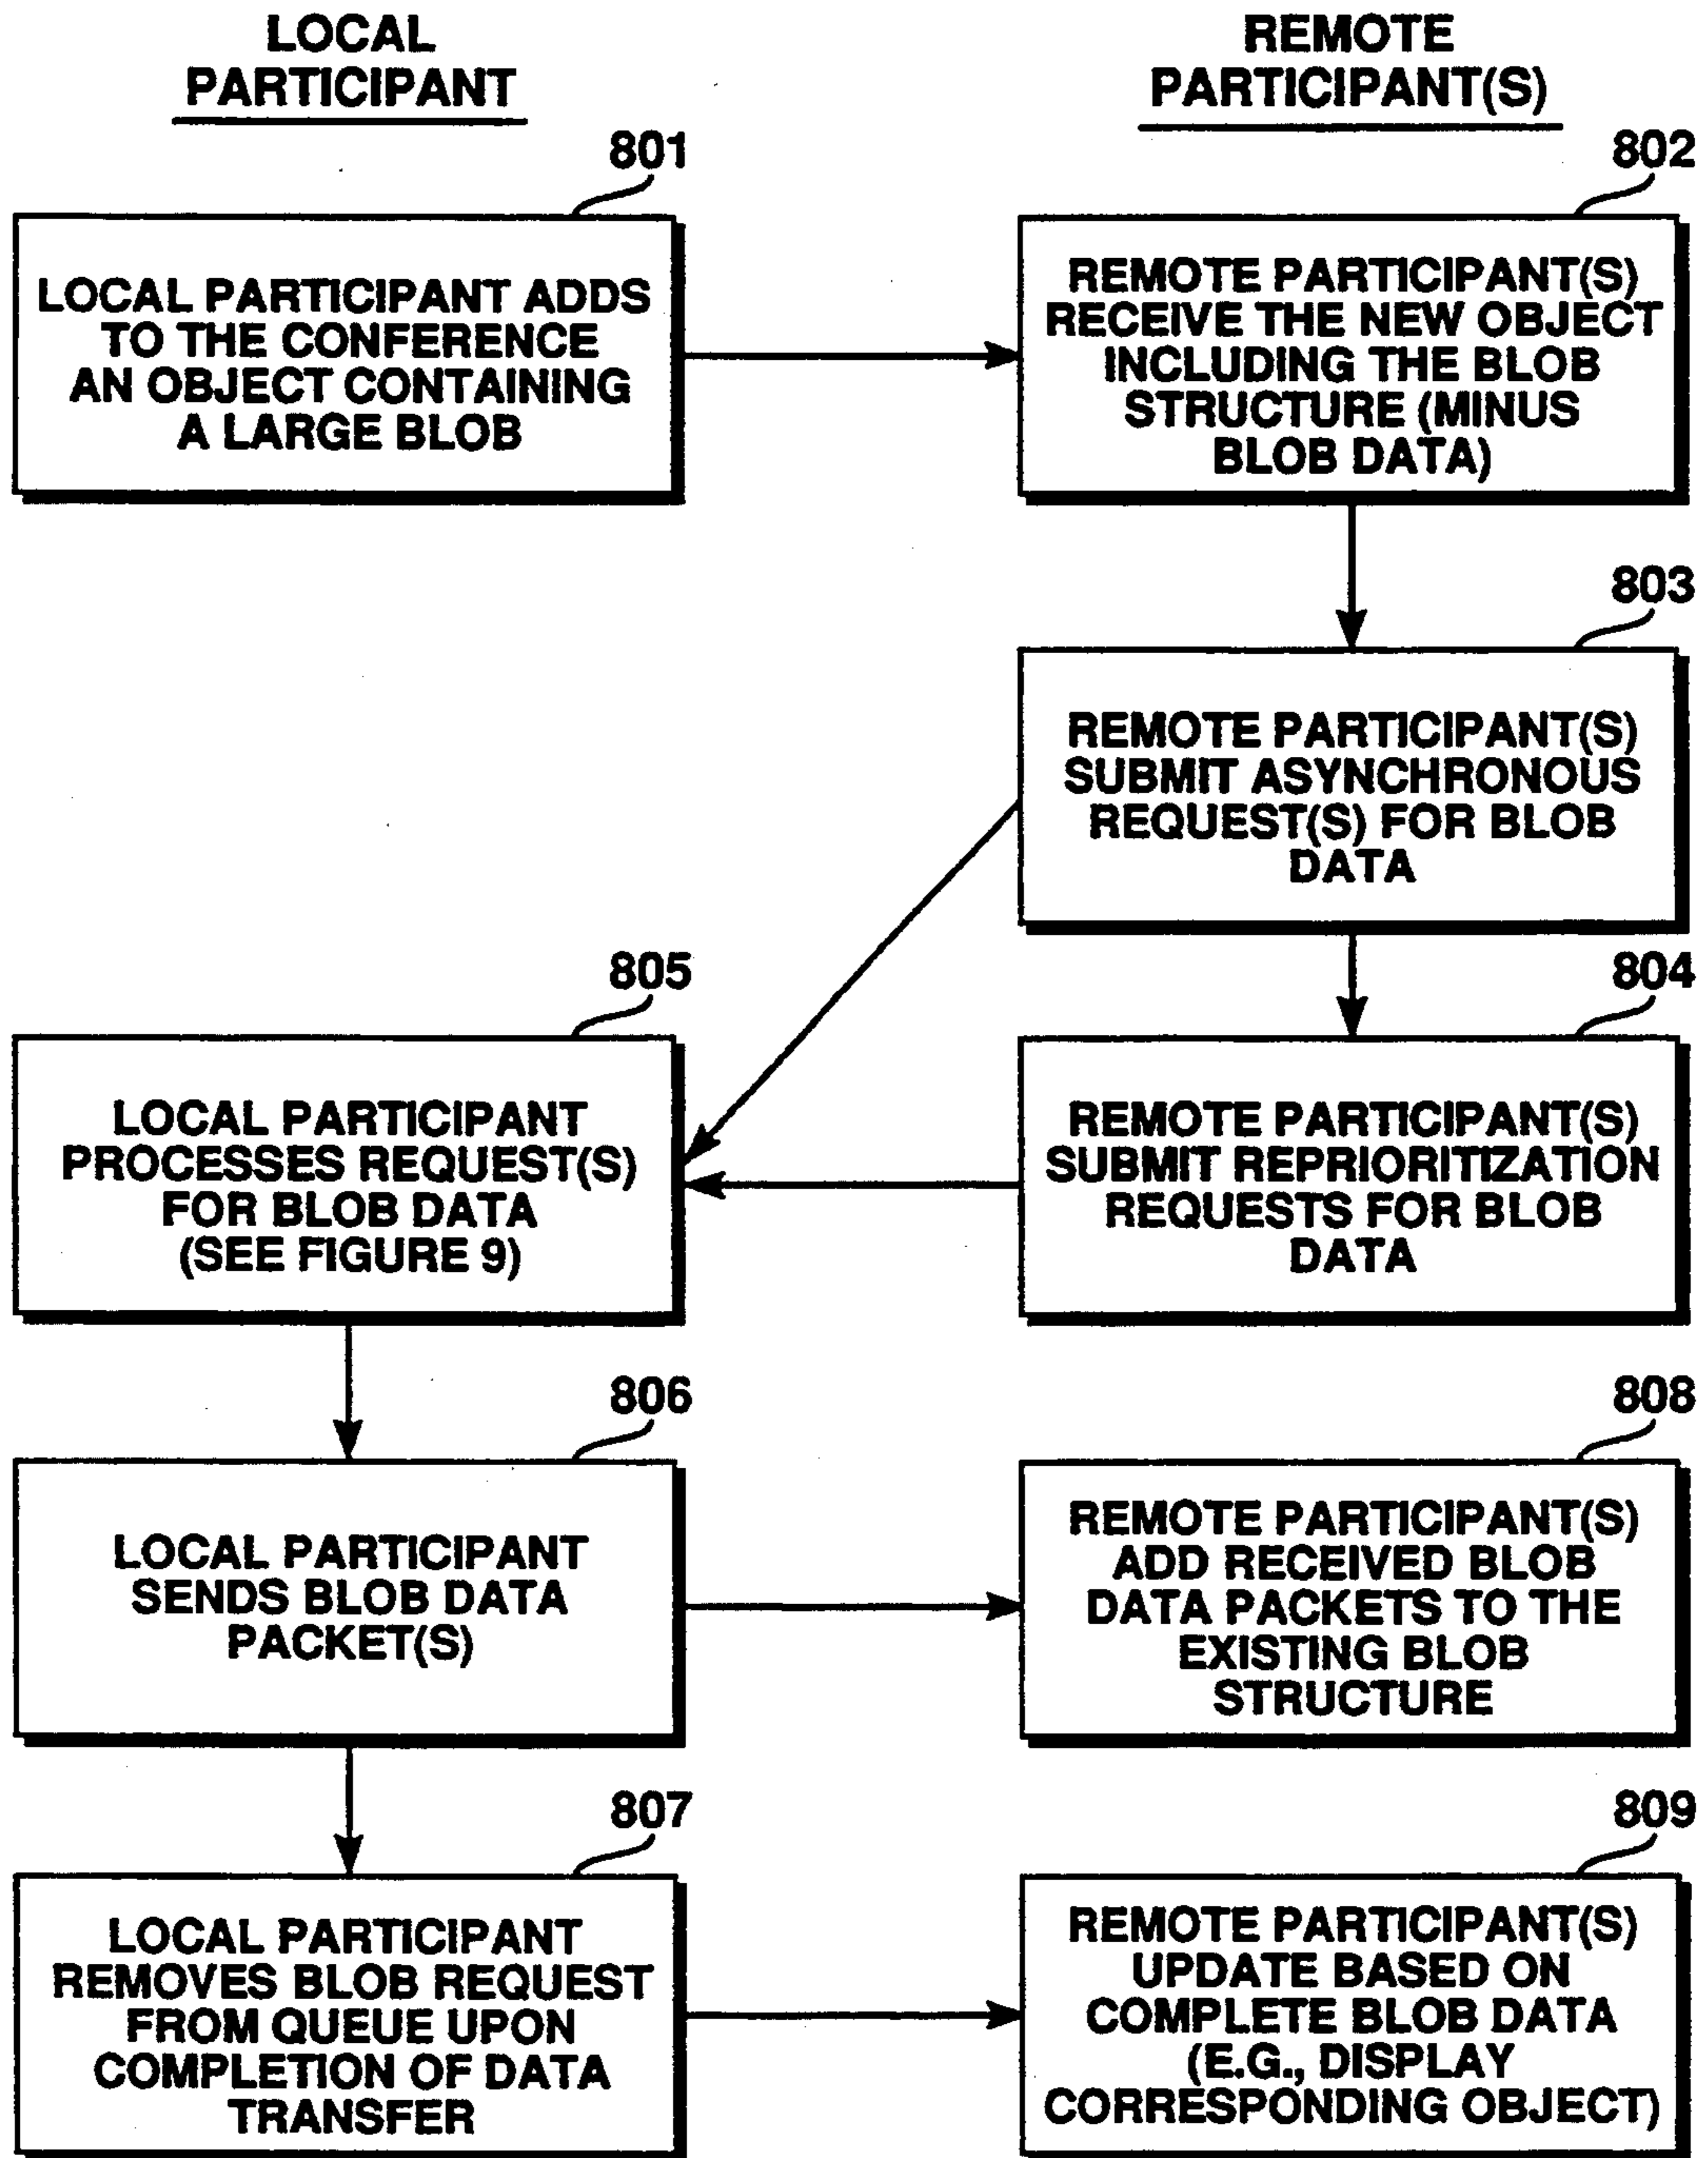 LOCAL
PARTICIPANT
REMOTE
PARTICIPANT(S)
801
LOCAL PARTICIPANT ADDS
TO THE CONFERENCE
AN OBJECT CONTAINING
A LARGE BLOB
802
REMOTE PARTICIPANT(S)
RECEIVE THE NEW OBJECT
INCLUDING THE BLOB
STRUCTURE (MINUS
BLOB DATA)
803
REMOTE PARTICIPANT(S)
SUBMIT ASYNCHRONOUS
REQUEST(S) FOR BLOB
DATA
804
REMOTE PARTICIPANT(S)
SUBMIT REPRIORITIZATION
REQUESTS FOR BLOB
DATA
805
LOCAL PARTICIPANT
PROCESSES REQUEST(S)
FOR BLOB DATA
(SEE FIGURE 9)
806
LOCAL PARTICIPANT
SENDS BLOB DATA
PACKET(S)
808
REMOTE PARTICIPANT(S)
ADD RECEIVED BLOB
DATA PACKETS TO THE
EXISTING BLOB
STRUCTURE
807
LOCAL PARTICIPANT
REMOVES BLOB REQUEST
FROM QUEUE UPON
COMPLETION OF DATA
TRANSFER
809
REMOTE PARTICIPANT(S)
UPDATE BASED ON
COMPLETE BLOB DATA
(E.G., DISPLAY
CORRESPONDING OBJECT)